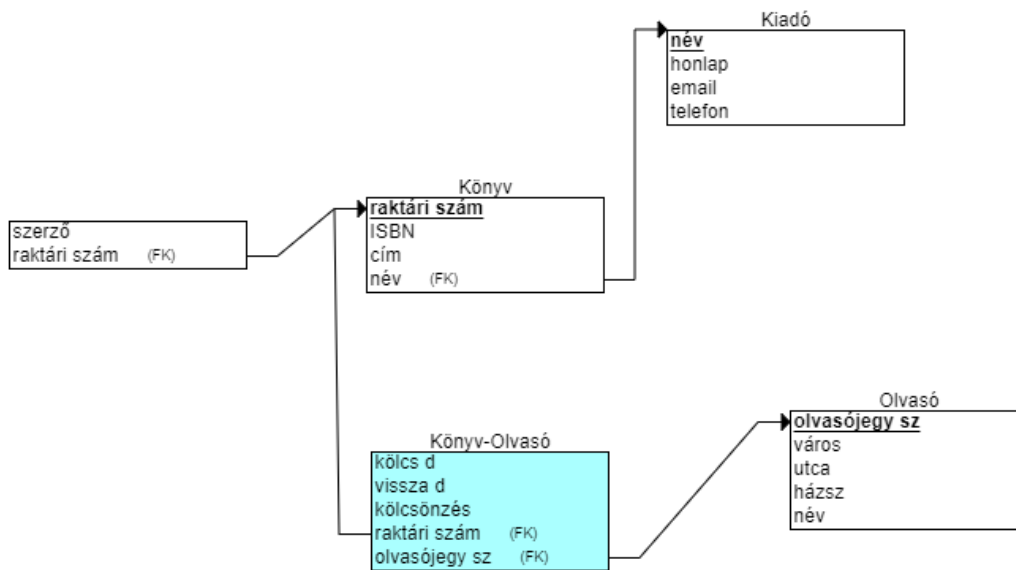 Kiadó
név
honlap
email
telefon
szerző
raktári szám (FK)
Könyv
raktári szám
ISBN
cím
név (FK)
Könyv-Olvasó
kölcs d
vissza d
kölcsönzés
raktári szám (FK)
olvasójegy sz (FK)
Olvasó
olvasójegy sz
város
utca
házsz
név